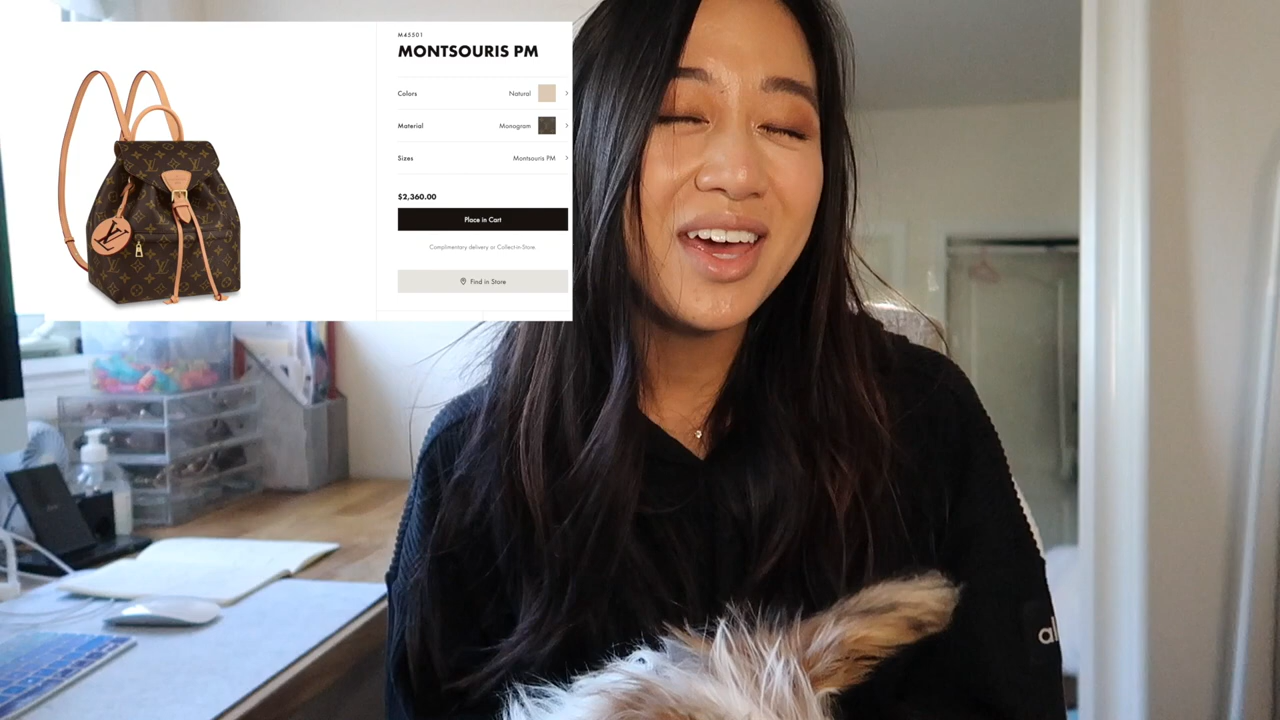 M45501
MONTSOURIS PM
Colors Natural
Material Monogram
Sizes Montsouris PM
$2,360.00
Place in Cart
Complimentary delivery or Collect-in-Store.
Find in Store
al